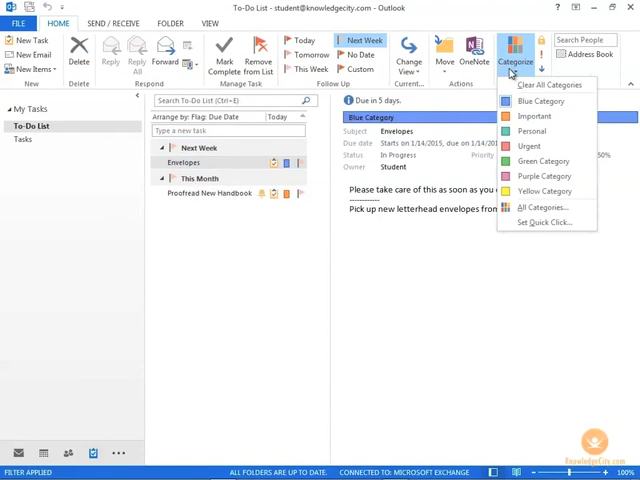 To-Do List - student@knowledgecity.com - Outlook
FILE HOME SEND / RECEIVE FOLDER VIEW
New Task
New Email
New Items
New
Delete
Delete
Reply
Reply All
Forward
Respond
Mark Complete
Remove from List
Manage Task
Today
Tomorrow
This Week
Next Week
No Date
Custom
Follow Up
Change View
Current...
Move
OneNote
Actions
Categorize
Search People
Address Book
Clear All Categories
Blue Category
Important
Personal
Urgent
Green Category
Purple Category
Yellow Category
All Categories...
Set Quick Click...
My Tasks
To-Do List
Tasks
Search To-Do List (Ctrl+E)
Arrange by: Flag: Due Date Today
Type a new task
Next Week
Envelopes
This Month
Proofread New Handbook
Due in 5 days.
Blue Category
Subject Envelopes
Due date Starts on 1/14/2015, due on 1/14
Status In Progress Priority 50%
Owner Student
Please take care of this as soon as you
------------
Pick up new letterhead envelopes from
KnowledgeCity.com
FILTER APPLIED ALL FOLDERS ARE UP TO DATE. CONNECTED TO: MICROSOFT EXCHANGE 100%